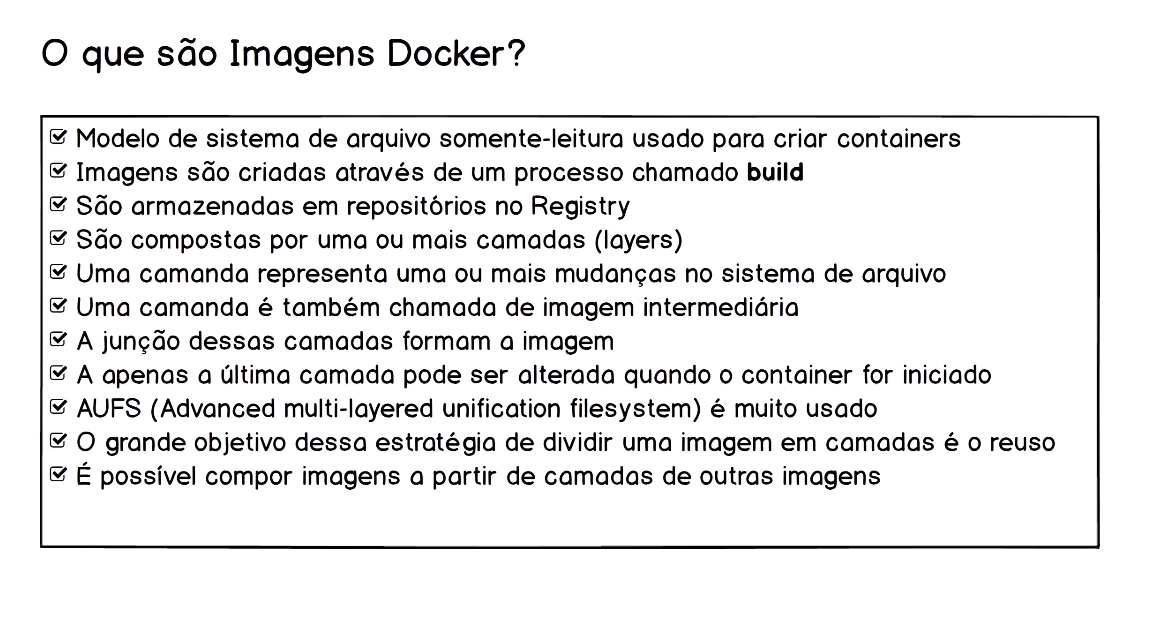 O que são Imagens Docker?
Modelo de sistema de arquivo somente-leitura usado para criar containers
Imagens são criadas através de um processo chamado build
São armazenadas em repositórios no Registry
São compostas por uma ou mais camadas (layers)
Uma camanda representa uma ou mais mudanças no sistema de arquivo
Uma camanda é também chamada de imagem intermediária
A junção dessas camadas formam a imagem
A apenas a última camada pode ser alterada quando o container for iniciado
AUFS (Advanced multi-layered unification filesystem) é muito usado
O grande objetivo dessa estratégia de dividir uma imagem em camadas é o reuso
É possível compor imagens a partir de camadas de outras imagens